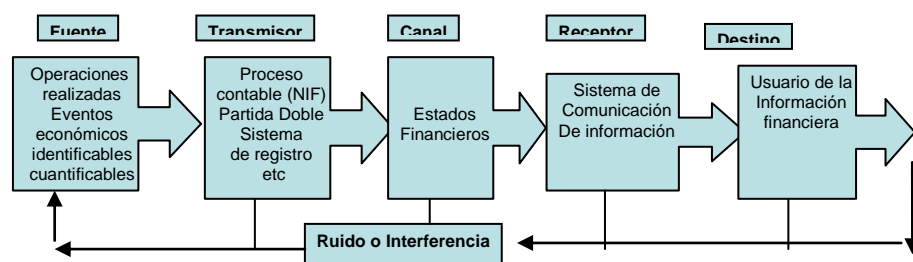 Fuente
Transmisor
Canal
Receptor
Destino
Operaciones
realizadas
Eventos
económicos
identificables
cuantificables
Proceso
contable (NIF)
Partida Doble
Sistema
de registro
etc
Estados
Financieros
Sistema de
Comunicación
De información
Usuario de la
Información
financiera
Ruido o Interferencia